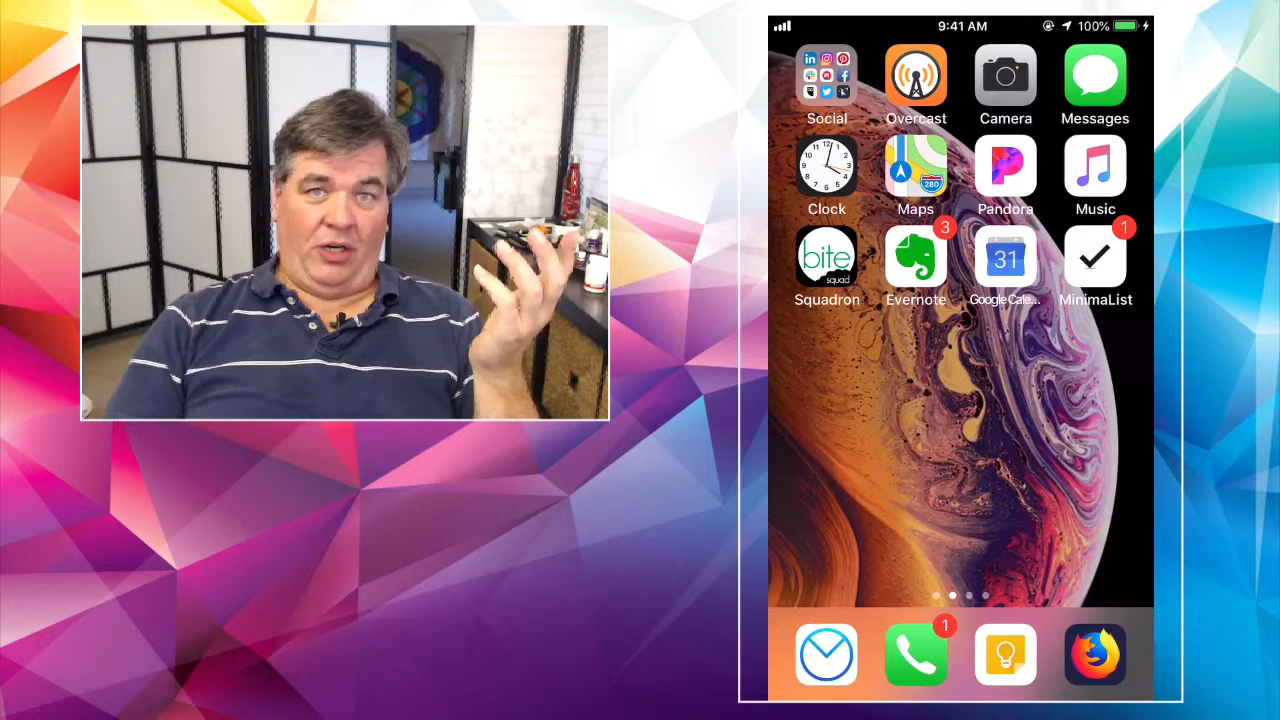 9:41 AM 100%
Social Overcast Camera Messages
Clock Maps Pandora Music
280
bite
squad
31
3
1
Squadron Evernote Google Cale... MinimaList
1